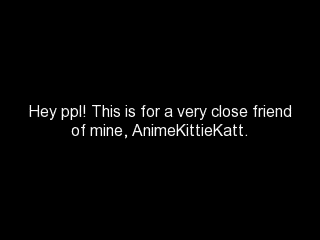 Hey ppl! This is for a very close friend
of mine, AnimeKittieKatt.